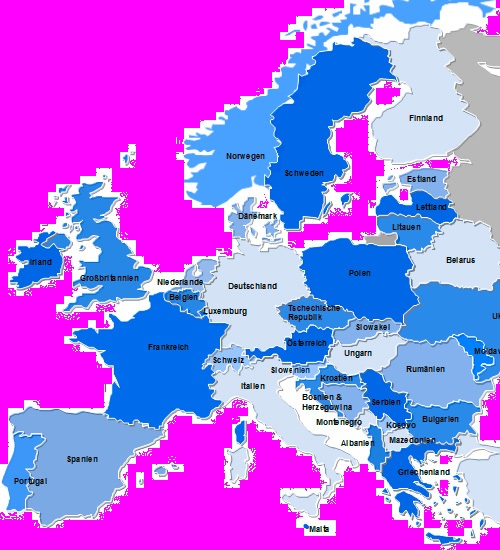 Finnland
Norwegen
Schweden
Estland
Lettland
Dänemark
Litauen
Irland
Großbritannien
Belarus
Polen
Niederlande
Deutschland
Belgien
Luxemburg
Tschechische
Republik
Slowakei
Frankreich
Österreich
Ungarn
Moldav
Schweiz
Slowenien
Rumänien
Kroatien
Italien
Bosnien &
Herzegowina
Serbien
Montenegro
Kosovo
Bulgarien
Albanien
Mazedonien
Spanien
Portugal
Griechenland
Malta